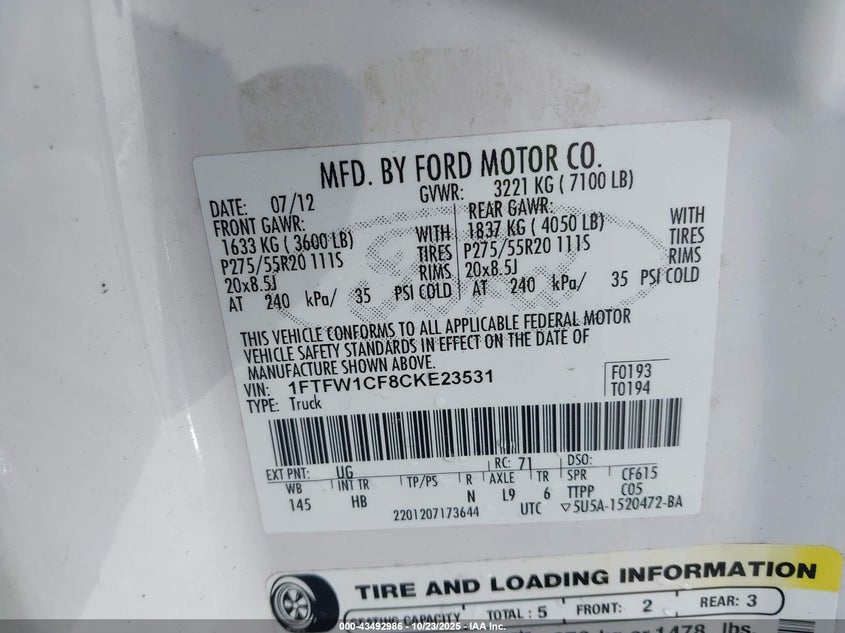 MFD. BY FORD MOTOR CO.
DATE: 07/12 GVWR: 3221 KG ( 7100 LB)
FRONT GAWR: REAR GAWR:
1633 KG ( 3600 LB) WITH 1837 KG ( 4050 LB) WITH
P275/55R20 111S TIRES P275/55R20 111S TIRES
20x8.5J RIMS 20x8.5J RIMS
AT 240 kPa/ 35 PSI COLD AT 240 kPa/ 35 PSI COLD
THIS VEHICLE CONFORMS TO ALL APPLICABLE FEDERAL MOTOR
VEHICLE SAFETY STANDARDS IN EFFECT ON THE DATE OF
MANUFACTURE SHOWN ABOVE.
VIN: 1FTFW1CF8CKE23531 F0193
TYPE: Truck T0194
EXT PNT: UG RC: 71 DSO:
WB INT TR TP/PS R AXLE TR SPR CF615
145 HB N L9 6 TTPP C05
2201207173644 UTC ▽5U5A-1520472-BA
TIRE AND LOADING INFORMATION
SEATING CAPACITY TOTAL : 5 FRONT: 2 REAR: 3
1478 lbs.
000-43492986 - 10/23/2025 - IAA Inc.